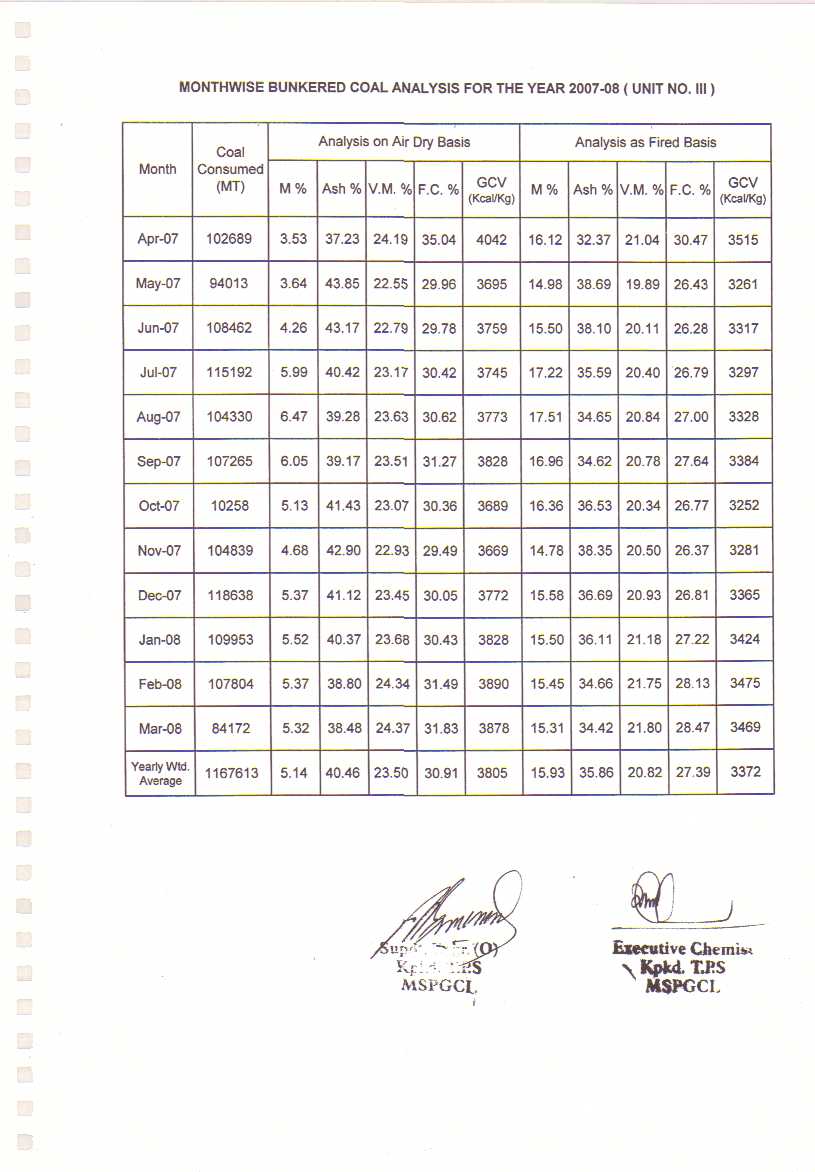 MONTHWISE BUNKERED COAL ANALYSIS FOR THE YEAR 2007-08 ( UNIT NO. III )
Month Coal Consumed (MT) Analysis on Air Dry Basis Analysis as Fired Basis
M % Ash % V.M. % F.C. % GCV (Kcal/Kg) M % Ash % V.M. % F.C. % GCV (Kcal/Kg)
Apr-07 102689 3.53 37.23 24.19 35.04 4042 16.12 32.37 21.04 30.47 3515
May-07 94013 3.64 43.85 22.55 29.96 3695 14.98 38.69 19.89 26.43 3261
Jun-07 108462 4.26 43.17 22.79 29.78 3759 15.50 38.10 20.11 26.28 3317
Jul-07 115192 5.99 40.42 23.17 30.42 3745 17.22 35.59 20.40 26.79 3297
Aug-07 104330 6.47 39.28 23.63 30.62 3773 17.51 34.65 20.84 27.00 3328
Sep-07 107265 6.05 39.17 23.51 31.27 3828 16.96 34.62 20.78 27.64 3384
Oct-07 10258 5.13 41.43 23.07 30.36 3689 16.36 36.53 20.34 26.77 3252
Nov-07 104839 4.68 42.90 22.93 29.49 3669 14.78 38.35 20.50 26.37 3281
Dec-07 118638 5.37 41.12 23.45 30.05 3772 15.58 36.69 20.93 26.81 3365
Jan-08 109953 5.52 40.37 23.68 30.43 3828 15.50 36.11 21.18 27.22 3424
Feb-08 107804 5.37 38.80 24.34 31.49 3890 15.45 34.66 21.75 28.13 3475
Mar-08 84172 5.32 38.48 24.37 31.83 3878 15.31 34.42 21.80 28.47 3469
Yearly Wtd. Average 1167613 5.14 40.46 23.50 30.91 3805 15.93 35.86 20.82 27.39 3372
(O)
MSPGCL
Executive Chemist
Kpkd. T.P.S
MSPGCL